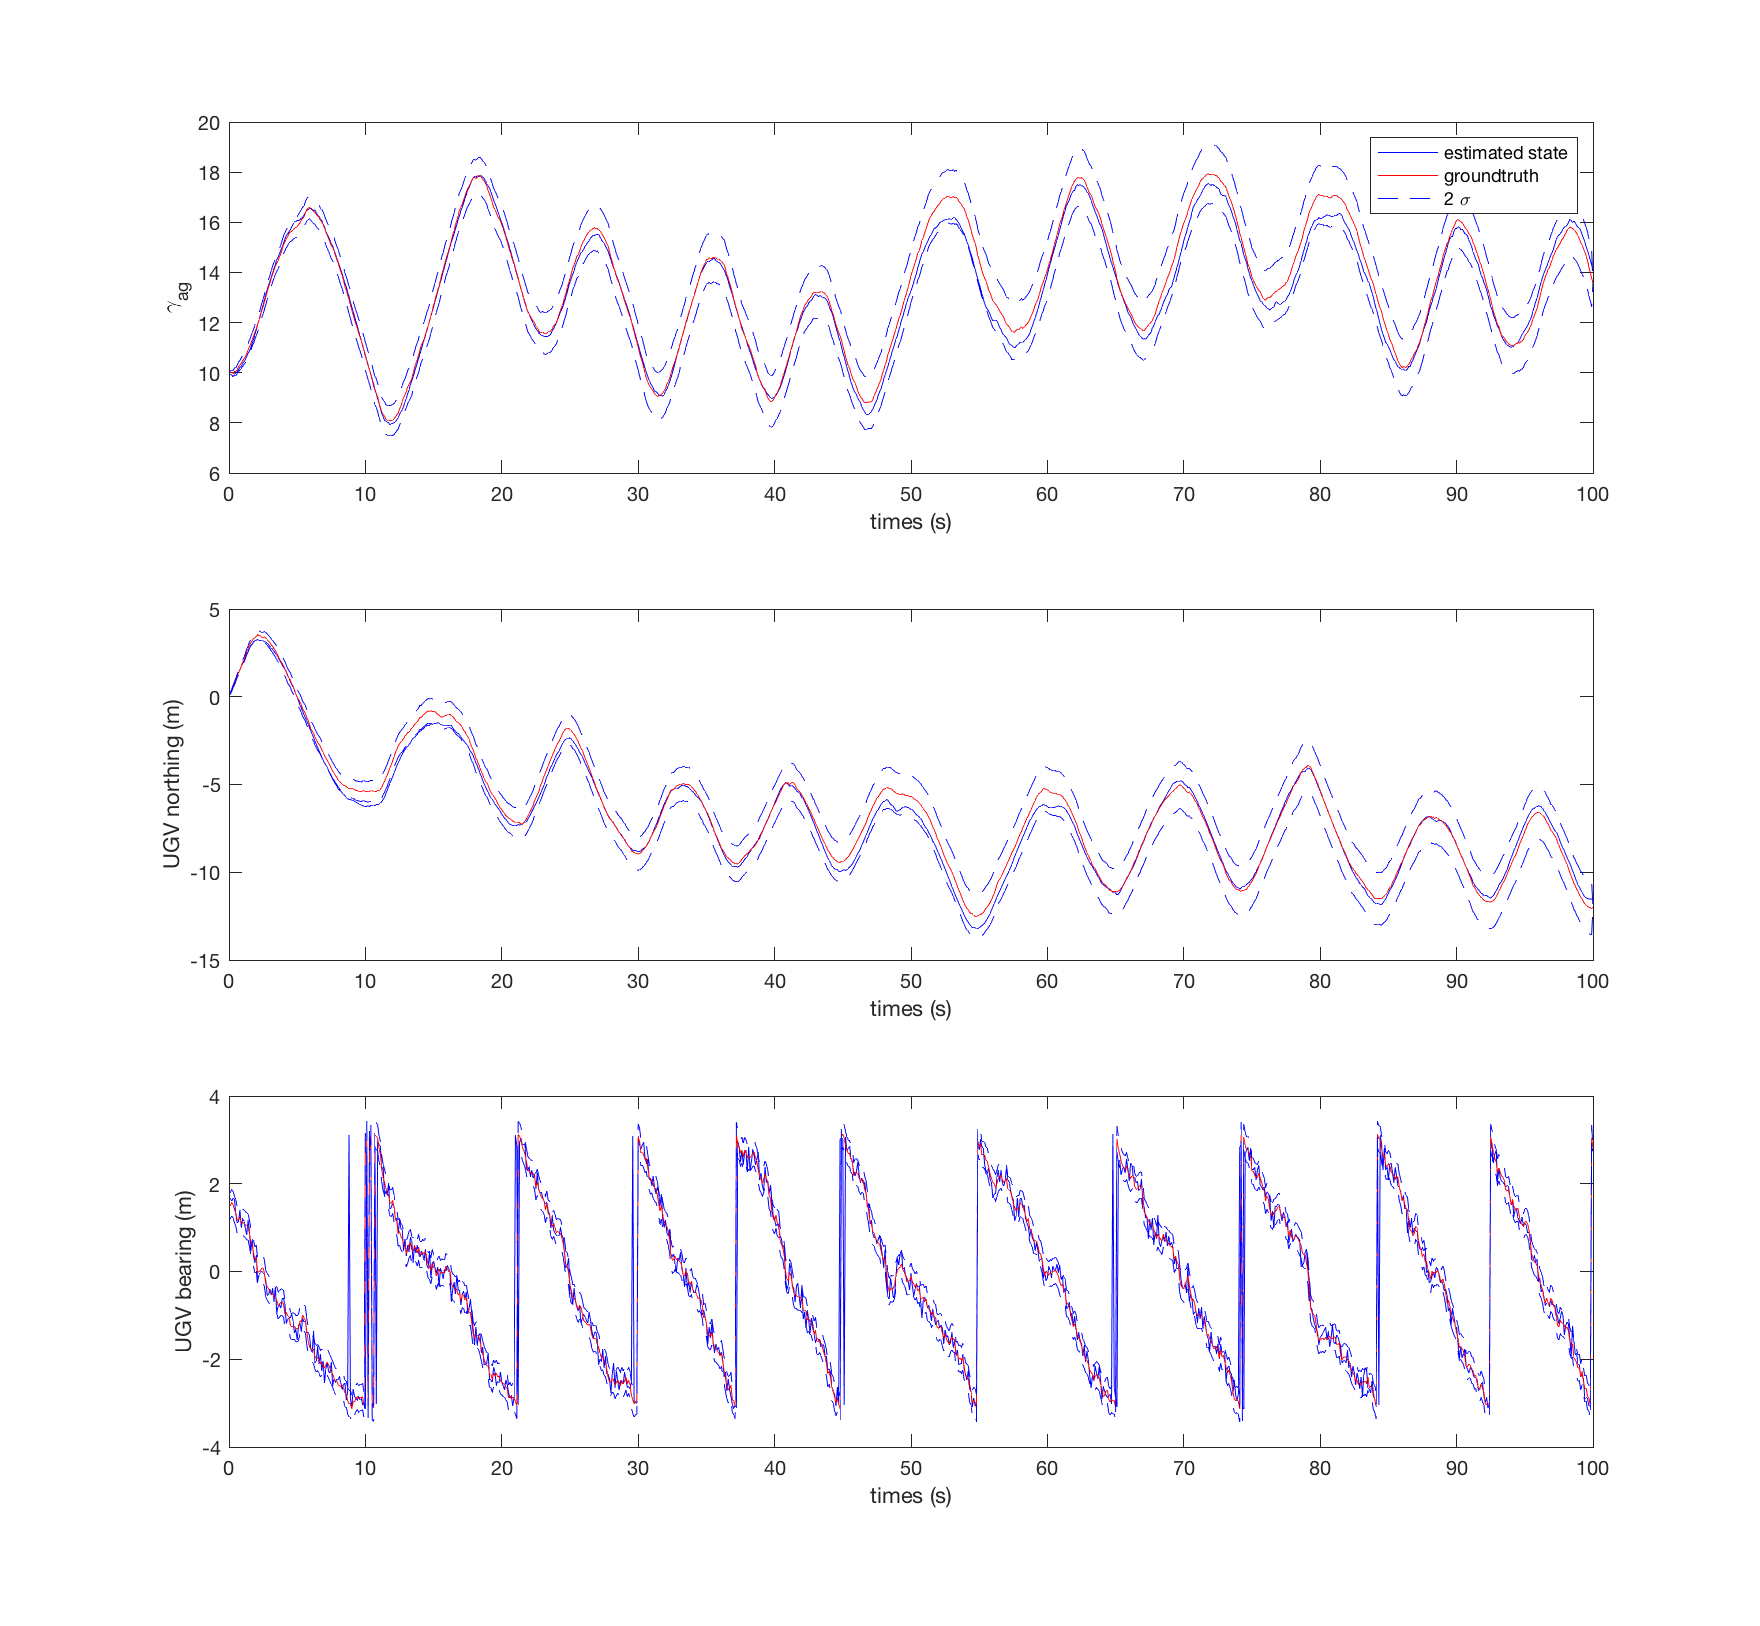 20
18
16
14
12
10
8
6
γag
estimated state
groundtruth
2 σ
0 10 20 30 40 50 60 70 80 90 100
times (s)
5
0
-5
-10
-15
UGV northing (m)
0 10 20 30 40 50 60 70 80 90 100
times (s)
4
2
0
-2
-4
UGV bearing (m)
0 10 20 30 40 50 60 70 80 90 100
times (s)